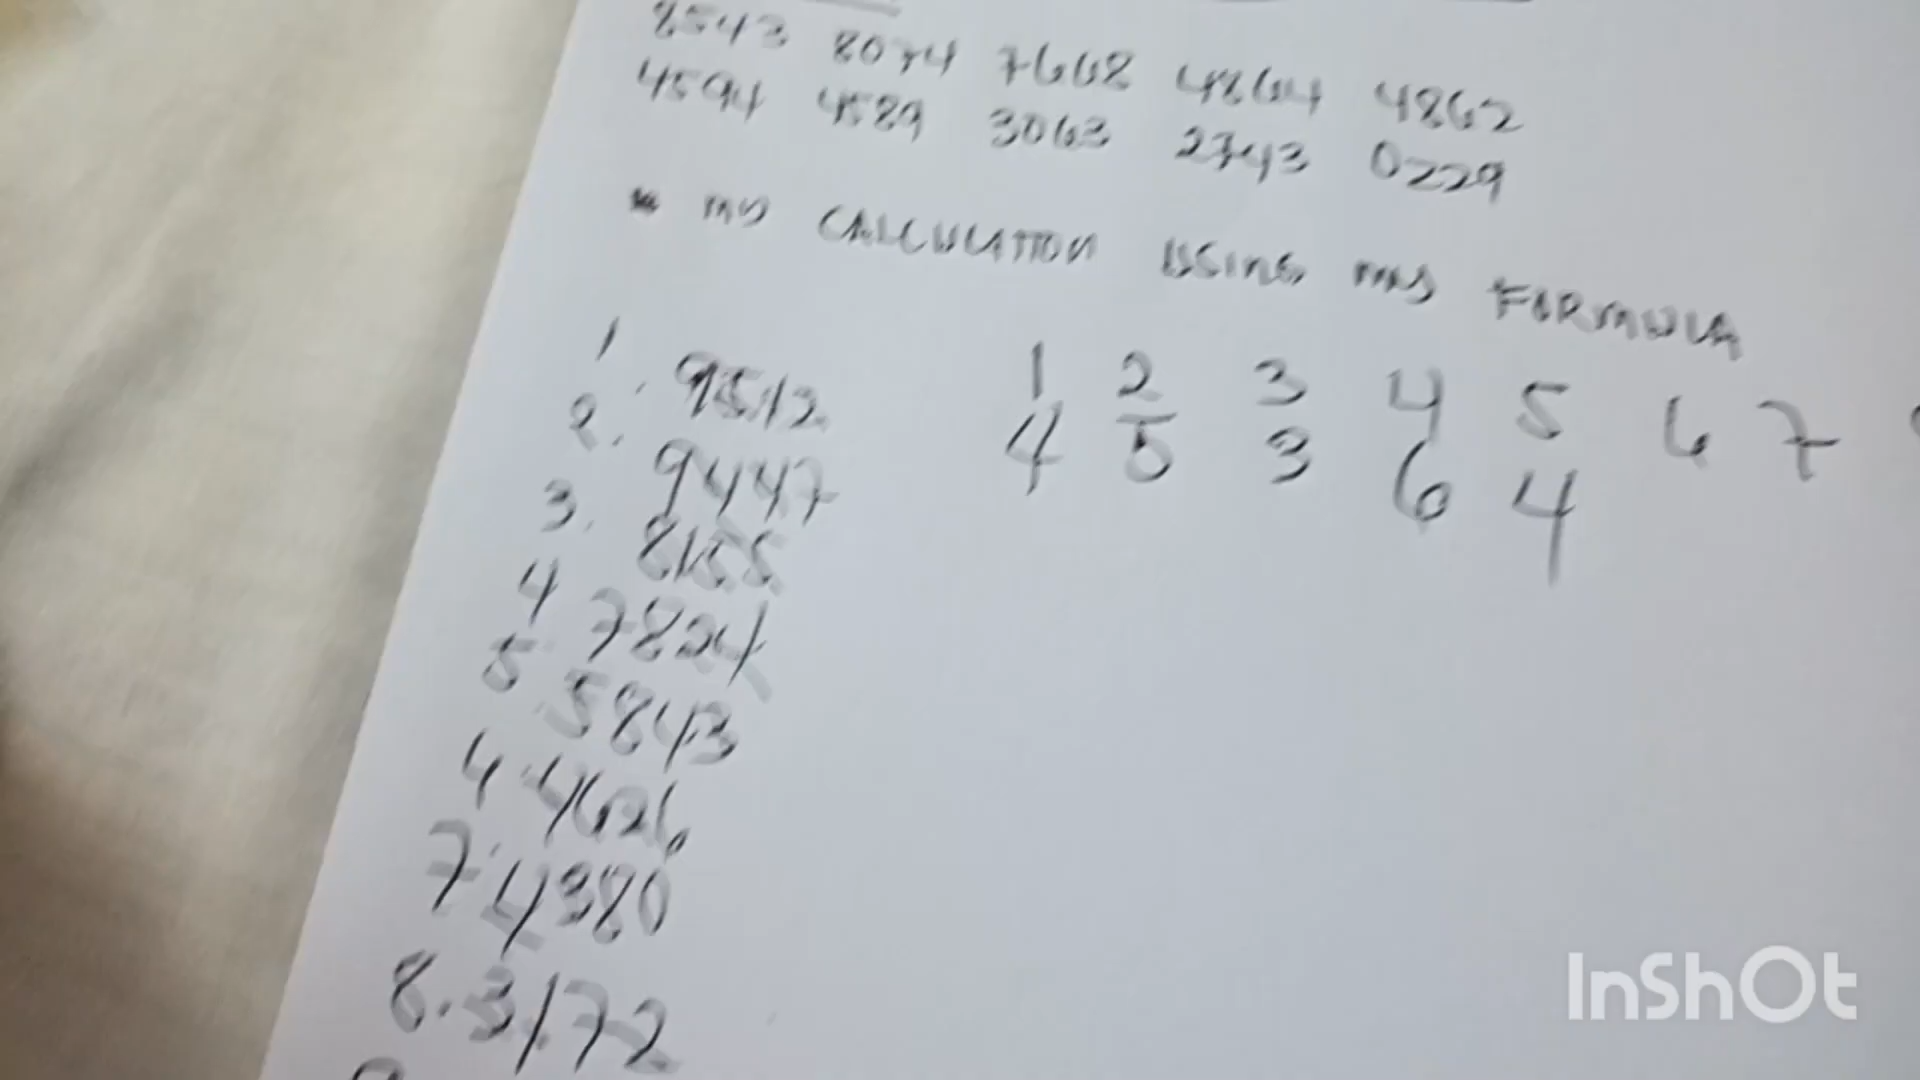 8543 8074 7668 4864 4862
4594 4589 3063 2743 0229
* MY CALCULATION USING MY FORMULA
1. 9512
2. 9447
3. 8155
4 7824
5 5843
6 4626
7. 4380
8. 3172
1 2 3 4 5 6 7
4 5 3 6 4
InShOt